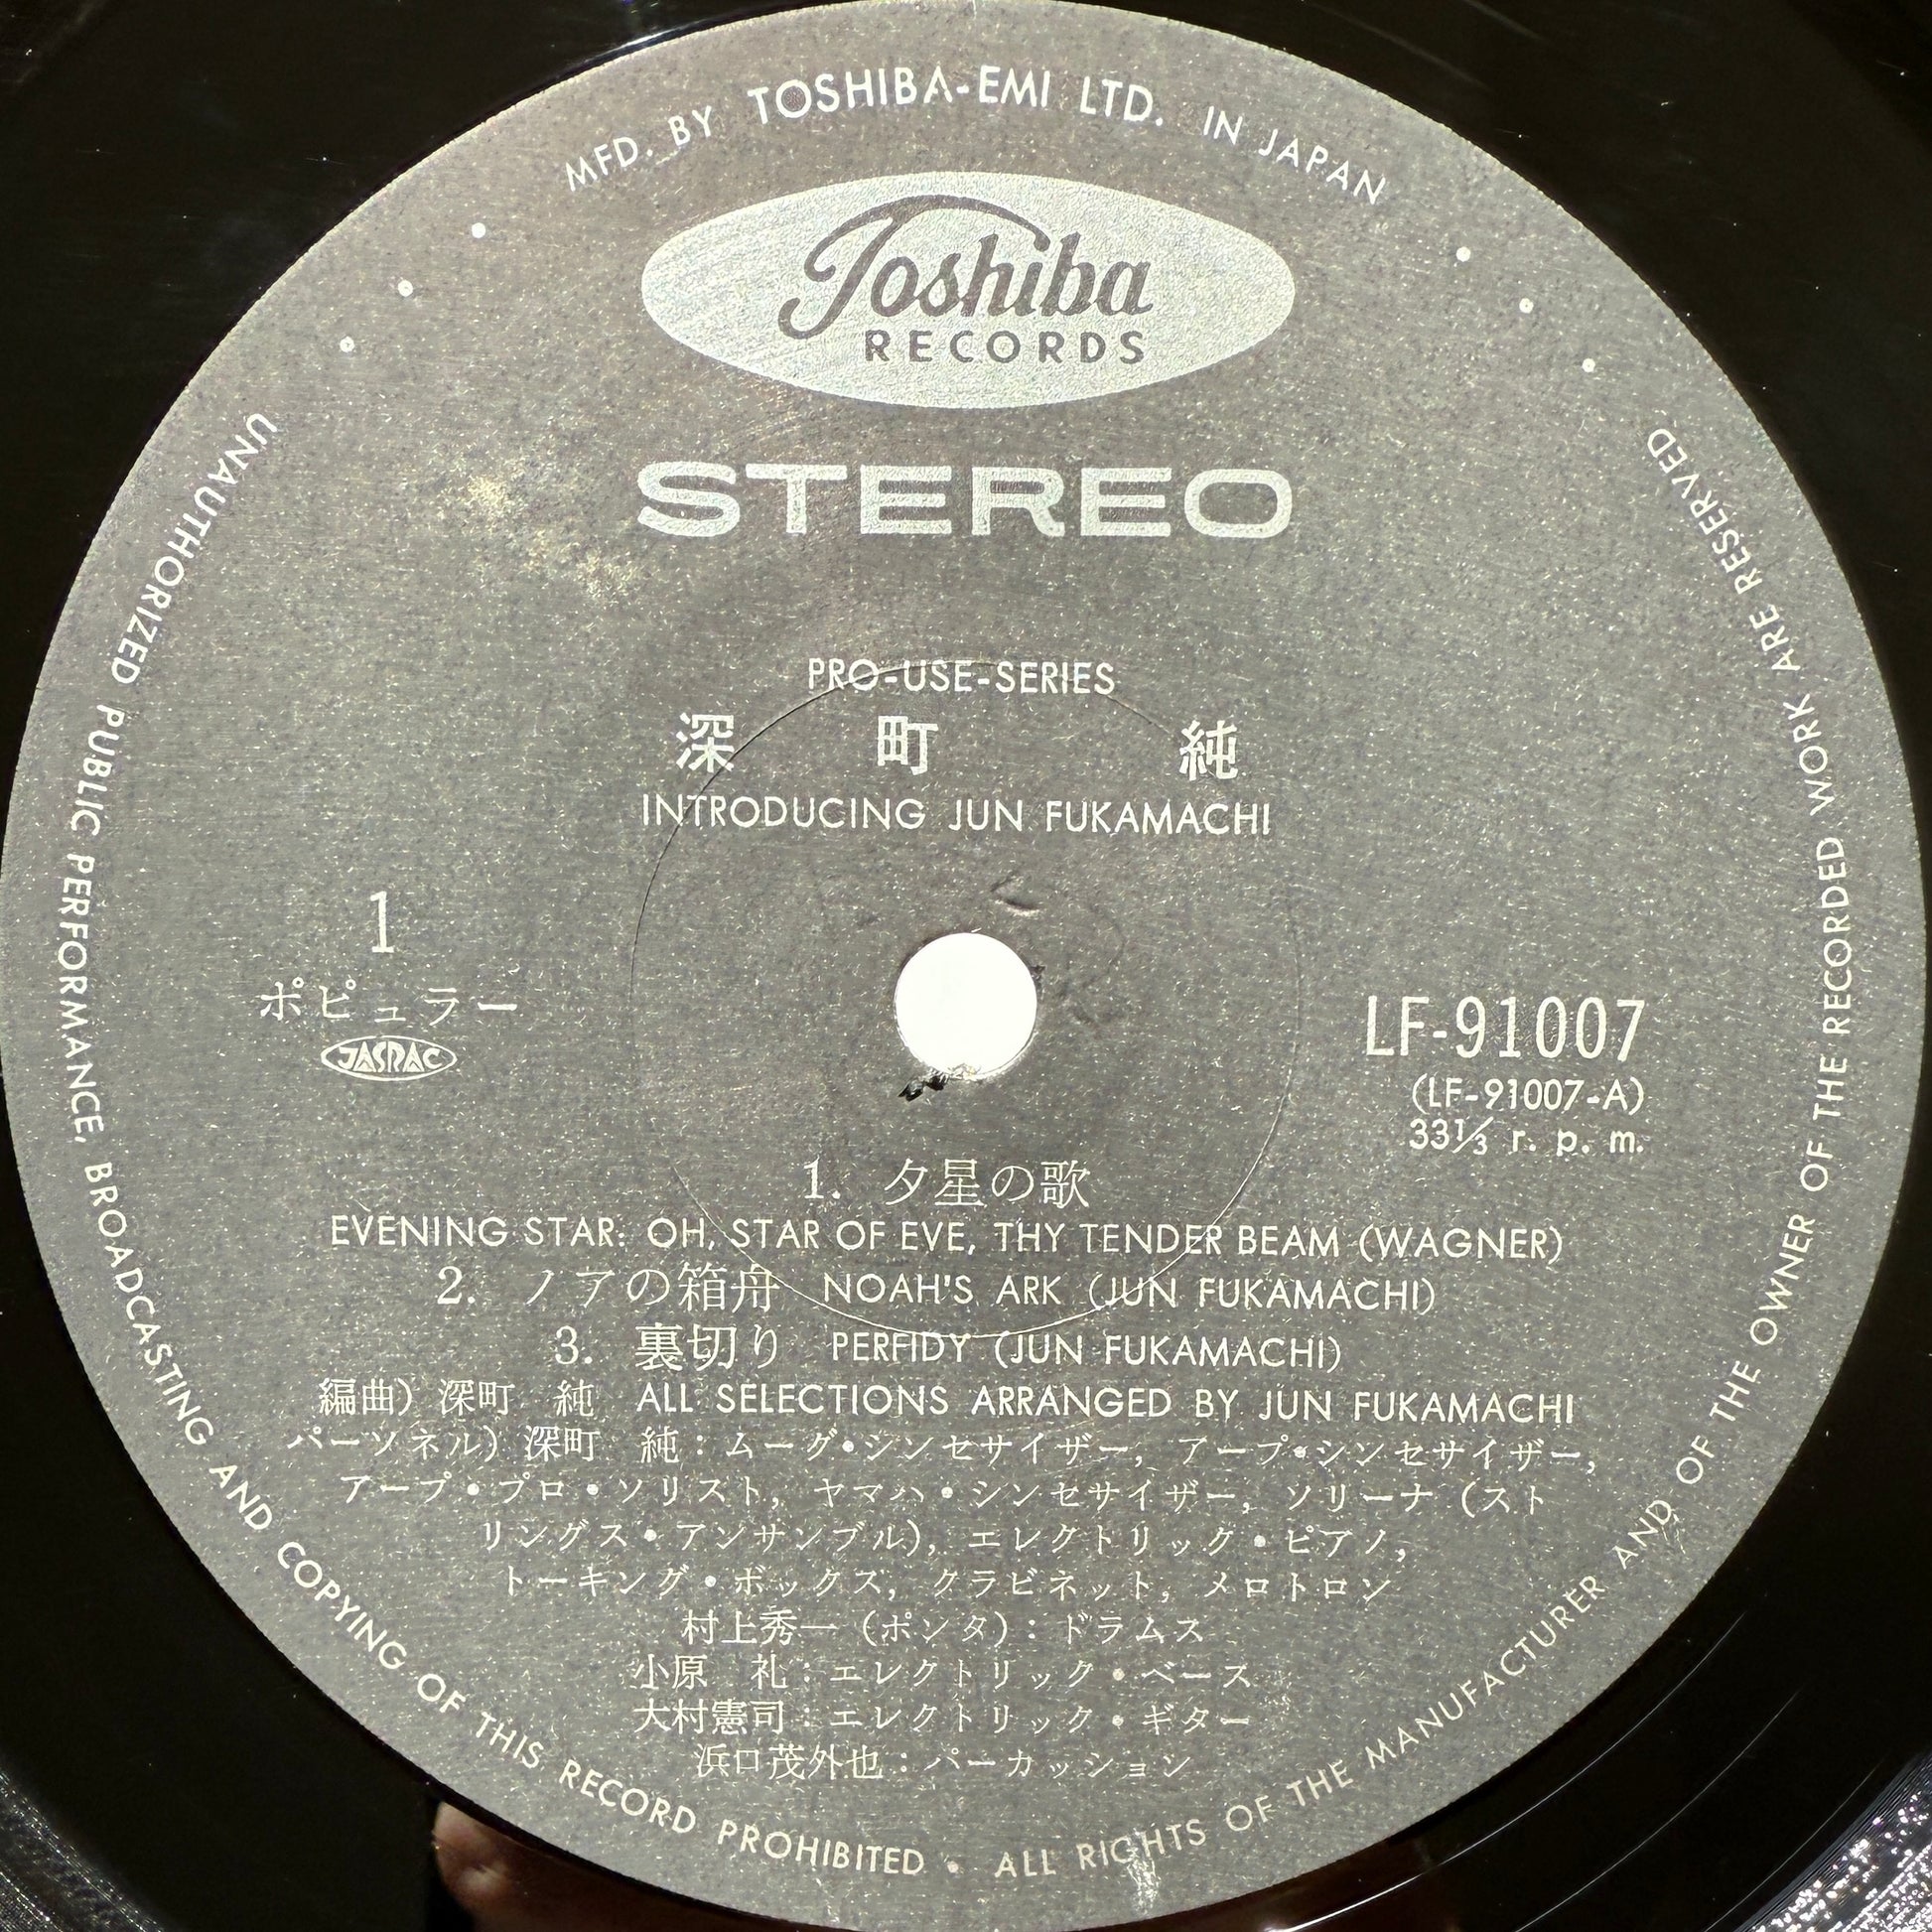 MFD. BY TOSHIBA-EMI LTD. IN JAPAN
Toshiba
RECORDS
STEREO
PRO-USE-SERIES
深町 純
INTRODUCING JUN FUKAMACHI
1
ポピュラー
JASRAC
LF-91007
(LF-91007-A)
33⅓ r. p. m.
1. 夕星の歌
EVENING STAR: OH, STAR OF EVE, THY TENDER BEAM (WAGNER)
2. ノアの箱舟 NOAH'S ARK (JUN FUKAMACHI)
3. 裏切り PERFIDY (JUN FUKAMACHI)
編曲) 深町 純 ALL SELECTIONS ARRANGED BY JUN FUKAMACHI
パーソネル) 深町 純：ムーグ・シンセサイザー, アープ・シンセサイザー,
アープ・プロ・ソリスト, ヤマハ・シンセサイザー, ソリーナ (スト
リングス・アンサンブル), エレクトリック・ピアノ,
トーキング・ボックス, クラビネット, メロトロン
村上秀一 (ポンタ)：ドラムス
小原 礼：エレクトリック・ベース
大村憲司：エレクトリック・ギター
浜口茂外也：パーカッション
UNAUTHORIZED PUBLIC PERFORMANCE, BROADCASTING AND COPYING OF THIS RECORD PROHIBITED • ALL RIGHTS OF THE MANUFACTURER AND OF THE OWNER OF THE RECORDED WORK ARE RESERVED.